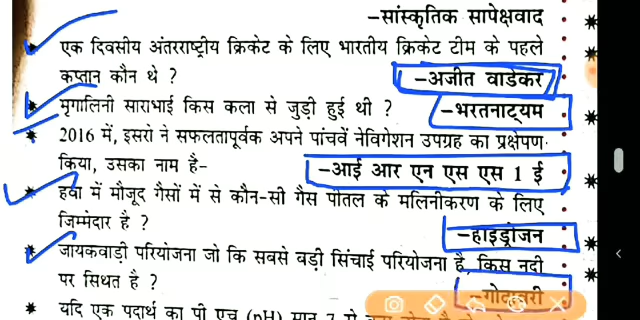 -सांस्कृतिक सापेक्षवाद
एक दिवसीय अंतरराष्ट्रीय क्रिकेट के लिए भारतीय क्रिकेट टीम के पहले
कप्तान कौन थे ?
-अजीत वाडेकर
मृणालिनी साराभाई किस कला से जुड़ी हुई थी ?
-भरतनाट्यम
2016 में, इसरो ने सफलतापूर्वक अपने पांचवें नेविगेशन उपग्रह का प्रक्षेपण
किया, उसका नाम है-
-आई आर एन एस एस 1 ई
हवा में मौजूद गैसों में से कौन-सी गैस पीतल के मलिनीकरण के लिए
जिम्मेदार है ?
-हाइड्रोजन
जायकवाड़ी परियोजना जो कि सबसे बड़ी सिंचाई परियोजना है, किस नदी
पर सिथत है ?
-गोदावरी
यदि एक पदार्थ का पी एच (pH) मान 7 से